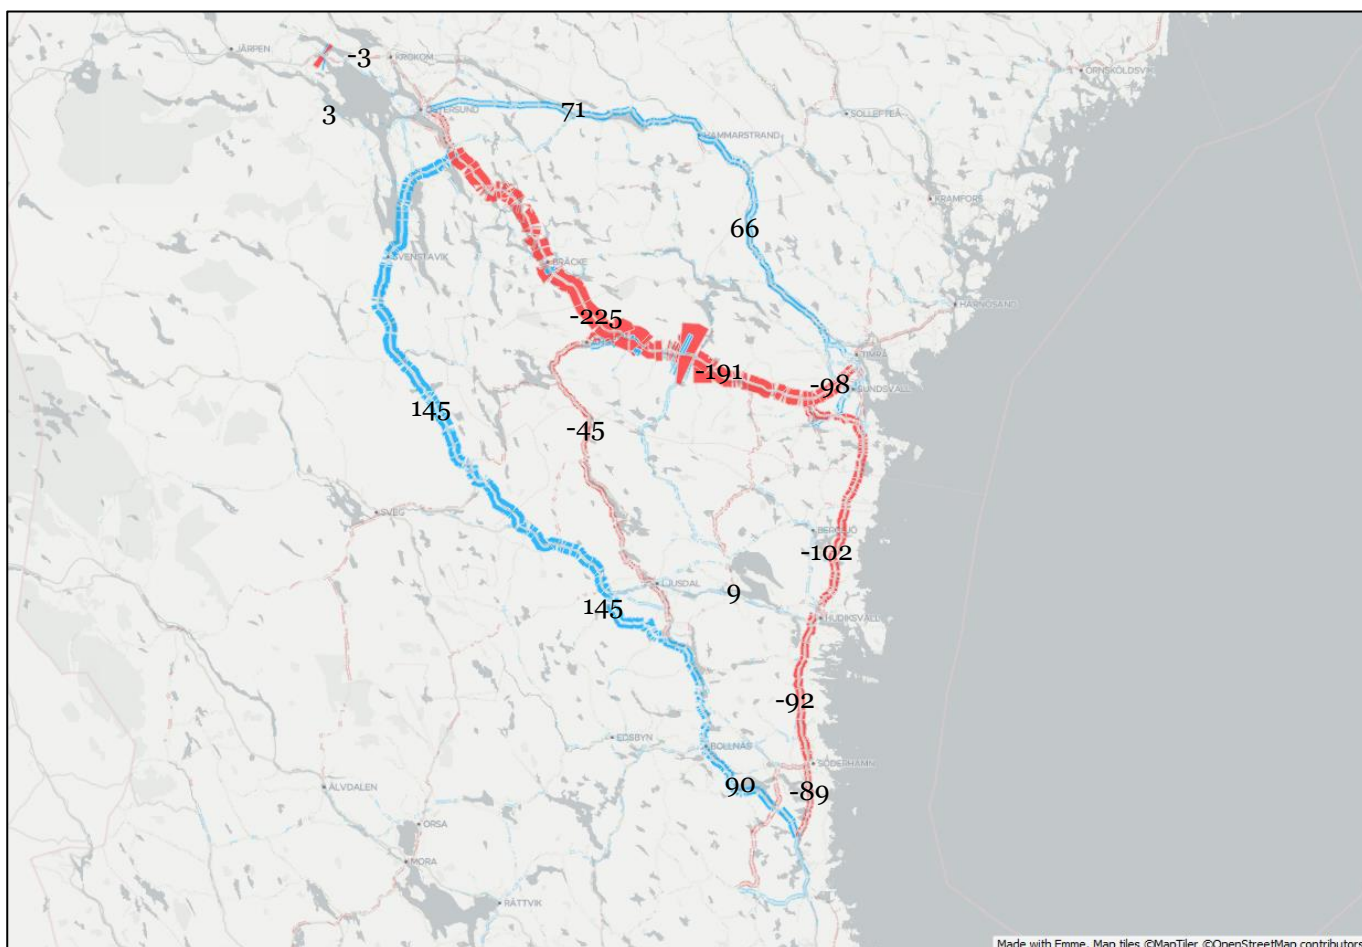 JÄRPEN
-3
KROKOM
ÖRNSKÖLDSVIK
3
ÖSTERSUND
71
SOLLEFTEÅ
HAMMARSTRAND
KRAMFORS
66
SVENSTAVIK
BRÄCKE
HÄRNÖSAND
-225
TIMRÅ
-191
-98
SUNDSVALL
145
-45
SVEG
BERGSJÖ
-102
LJUSDAL
9
145
HUDIKSVALL
-92
EDSBYN
BOLLNÄS
SÖDERHAMN
ÄLVDALEN
90
-89
ORSA
MORA
RÄTTVIK
Made with Emme, Map tiles ©MapTiler ©OpenStreetMap contributors